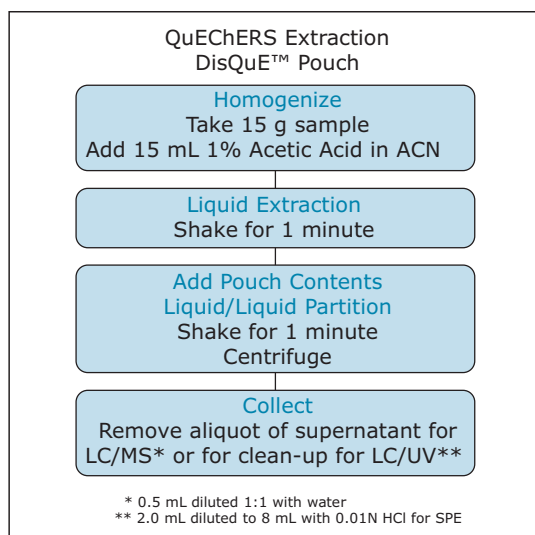 QuEChERS Extraction
DisQuE™ Pouch
Homogenize
Take 15 g sample
Add 15 mL 1% Acetic Acid in ACN
Liquid Extraction
Shake for 1 minute
Add Pouch Contents
Liquid/Liquid Partition
Shake for 1 minute
Centrifuge
Collect
Remove aliquot of supernatant for
LC/MS* or for clean-up for LC/UV**
* 0.5 mL diluted 1:1 with water
** 2.0 mL diluted to 8 mL with 0.01N HCl for SPE